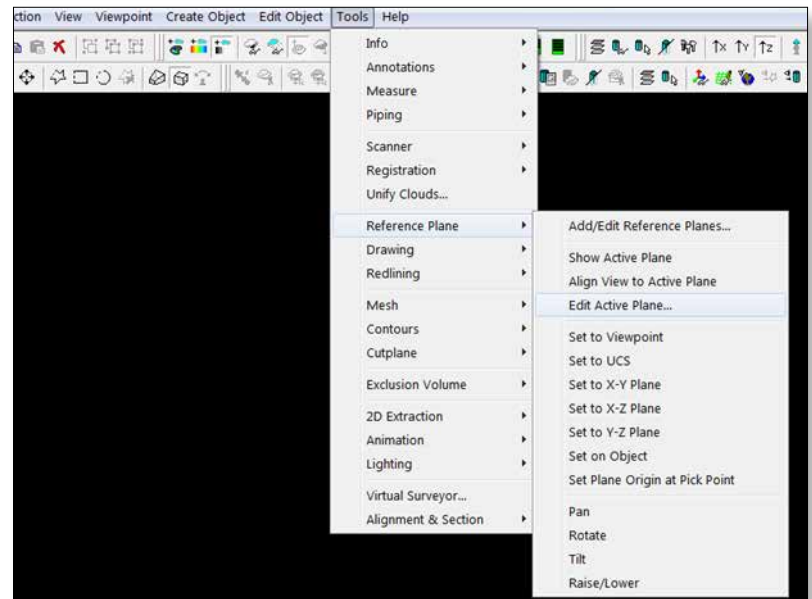 ction View Viewpoint Create Object Edit Object Tools Help
Info
Annotations
Measure
Piping
Scanner
Registration
Unify Clouds...
Reference Plane
Drawing
Redlining
Mesh
Contours
Cutplane
Exclusion Volume
2D Extraction
Animation
Lighting
Virtual Surveyor...
Alignment & Section
Add/Edit Reference Planes...
Show Active Plane
Align View to Active Plane
Edit Active Plane...
Set to Viewpoint
Set to UCS
Set to X-Y Plane
Set to X-Z Plane
Set to Y-Z Plane
Set on Object
Set Plane Origin at Pick Point
Pan
Rotate
Tilt
Raise/Lower